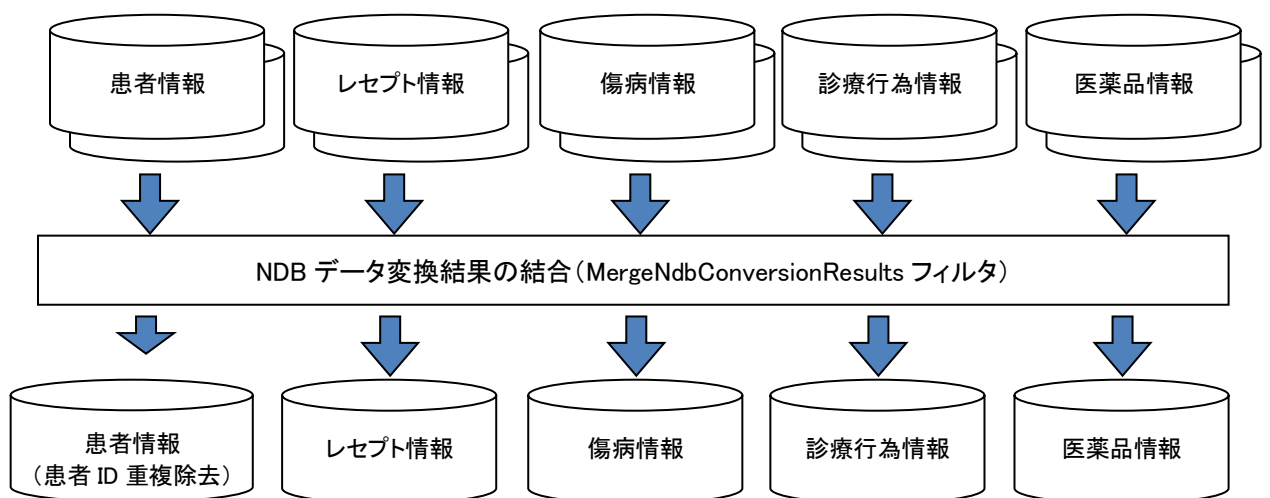 患者情報
レセプト情報
傷病情報
診療行為情報
医薬品情報
NDB データ変換結果の結合（MergeNdbConversionResults フィルタ）
患者情報
（患者 ID 重複除去）
レセプト情報
傷病情報
診療行為情報
医薬品情報